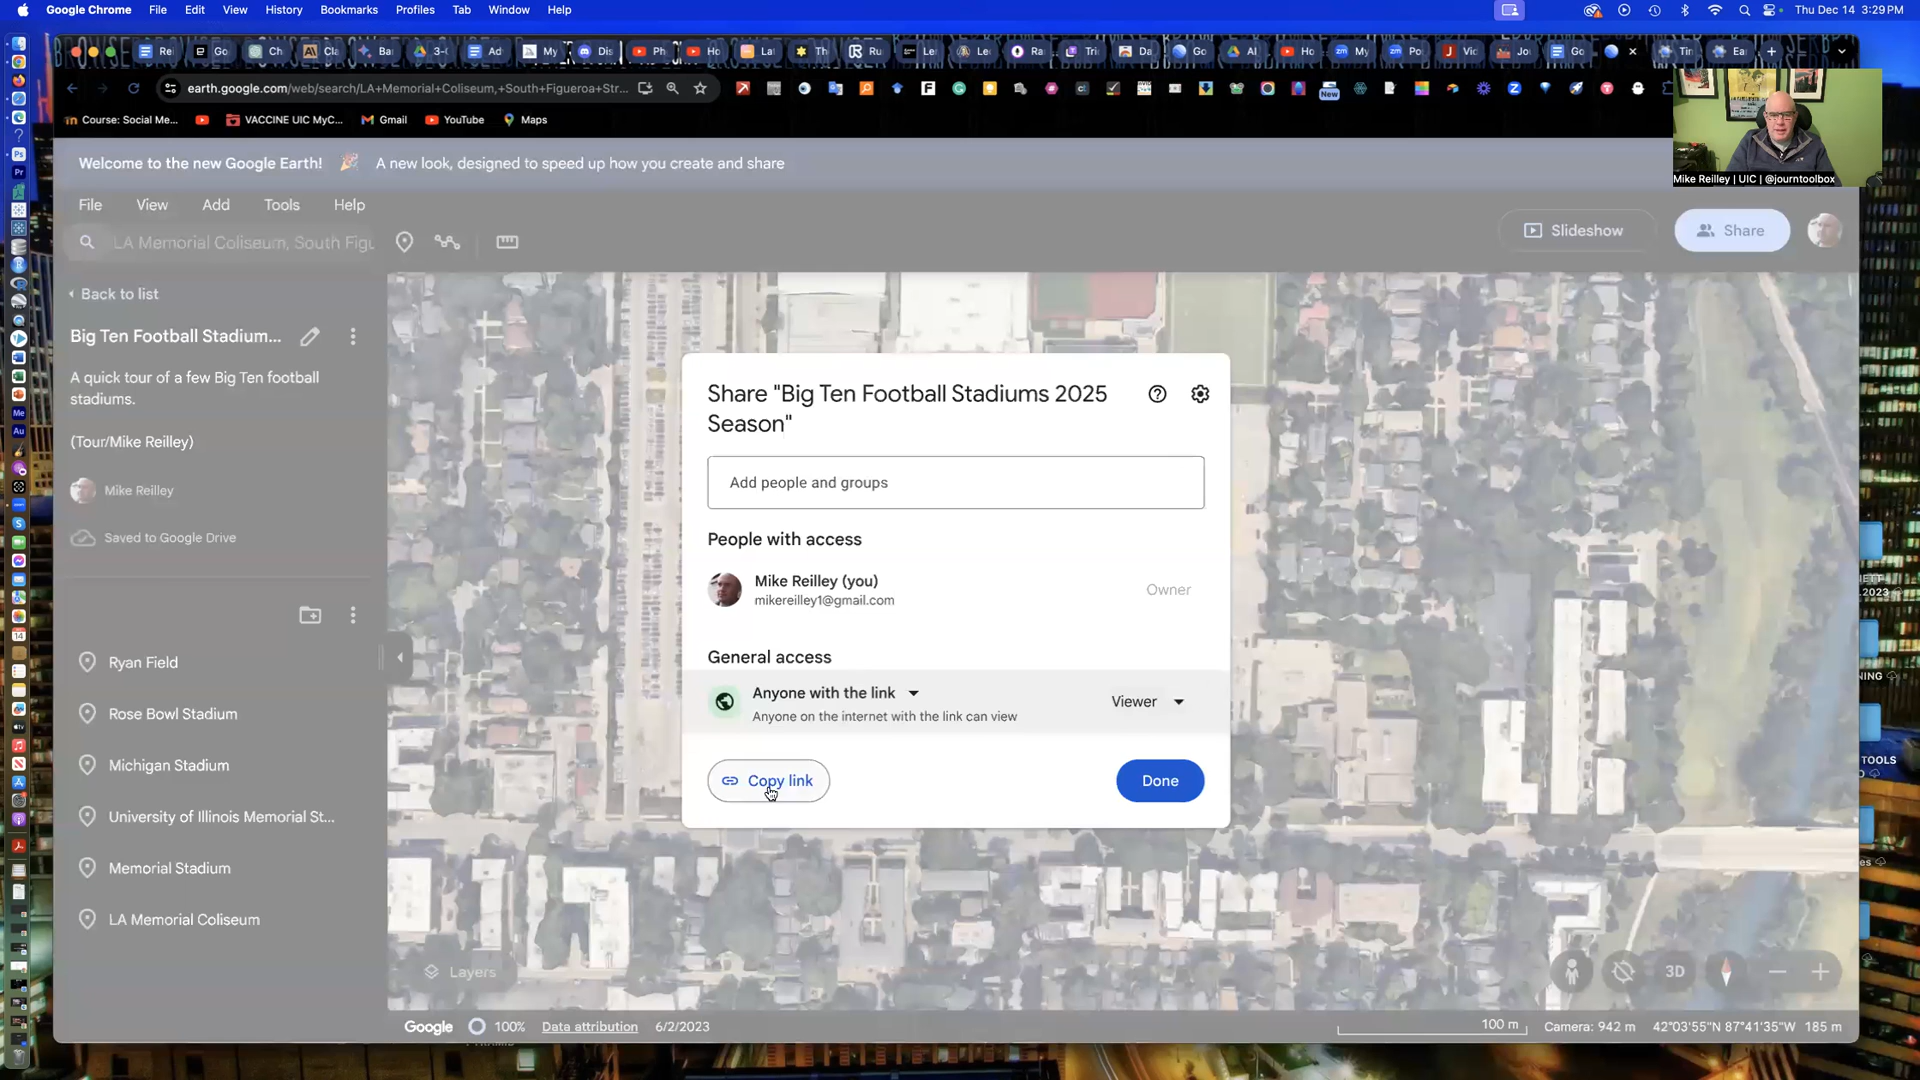 Google Chrome File Edit View History Bookmarks Profiles Tab Window Help Thu Dec 14 3:29 PM
earth.google.com/web/search/LA+Memorial+Coliseum,+South+Figueroa+Str... New
Course: Social Me... VACCINE UIC MyC... Gmail YouTube Maps
Mike Reilley | UIC | @journtoolbox
Welcome to the new Google Earth! A new look, designed to speed up how you create and share
File View Add Tools Help
LA Memorial Coliseum, South Figu
Slideshow
Share
Back to list
Big Ten Football Stadium...
A quick tour of a few Big Ten football
stadiums.
(Tour/Mike Reilley)
Mike Reilley
Saved to Google Drive
Ryan Field
Rose Bowl Stadium
Michigan Stadium
University of Illinois Memorial St...
Memorial Stadium
LA Memorial Coliseum
Share "Big Ten Football Stadiums 2025
Season"
Add people and groups
People with access
Mike Reilley (you)
mikereilley1@gmail.com
Owner
General access
Anyone with the link
Anyone on the internet with the link can view
Viewer
Copy link
Done
Layers
3D
Google 100% Data attribution 6/2/2023 100 m Camera: 942 m 42°03'55"N 87°41'35"W 185 m